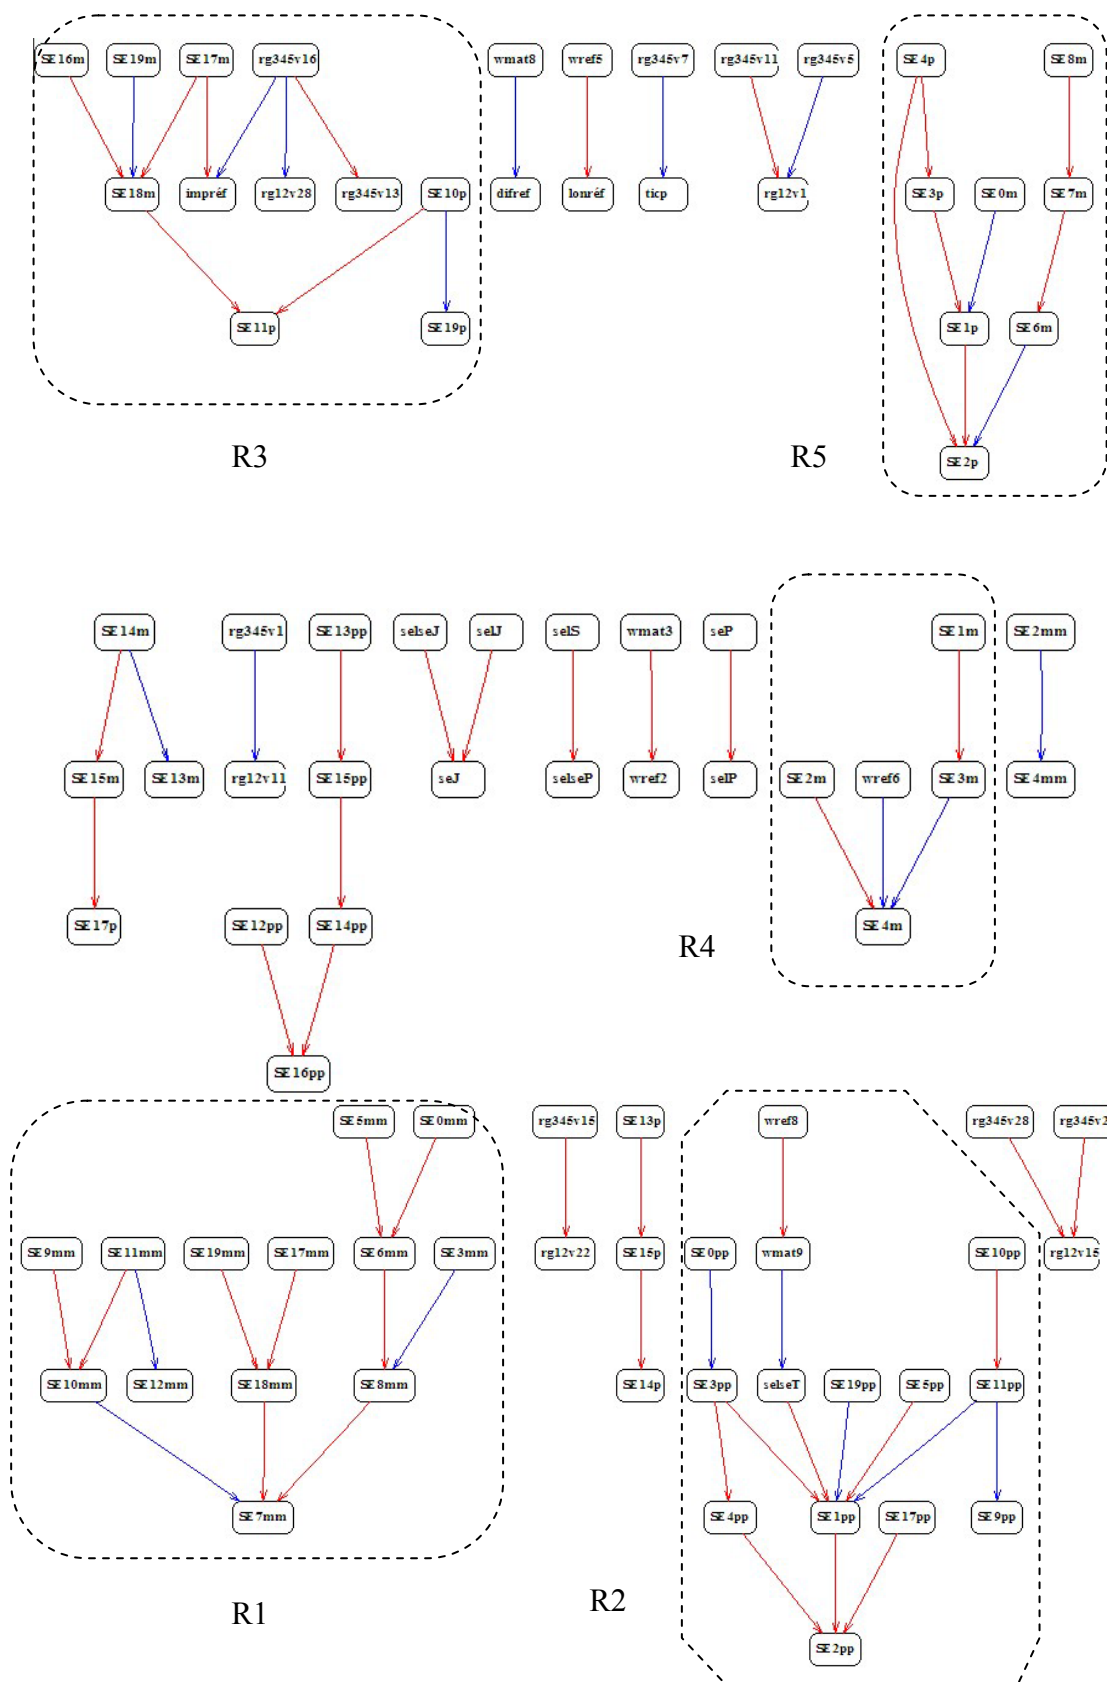 SE16m SE19m SE17m rg345v16 wmat8 wref5 rg345v7 rg345v11 rg345v5 SE4p SE8m
SE18m impréf rg12v28 rg345v13 SE10p difref lonréf ticp rg12v1 SE3p SE0m SE7m
SE11p SE19p SE1p SE6m
R3 R5
SE2p
SE14m rg345v1 SE13pp selseJ selJ selS wmat3 seP SE1m SE2mm
SE15m SE13m rg12v11 SE15pp seJ selseP wref2 selP SE2m wref6 SE3m SE4mm
SE17p SE12pp SE14pp SE4m
R4
SE16pp
SE5mm SE0mm rg345v15 SE13p wref8 rg345v28 rg345v2
SE9mm SE11mm SE19mm SE17mm SE6mm SE3mm rg12v22 SE15p SE0pp wmat9 SE10pp rg12v15
SE10mm SE12mm SE18mm SE8mm SE14p SE3pp selseT SE19pp SE5pp SE11pp
SE7mm SE4pp SE1pp SE17pp SE9pp
R1 R2
SE2pp